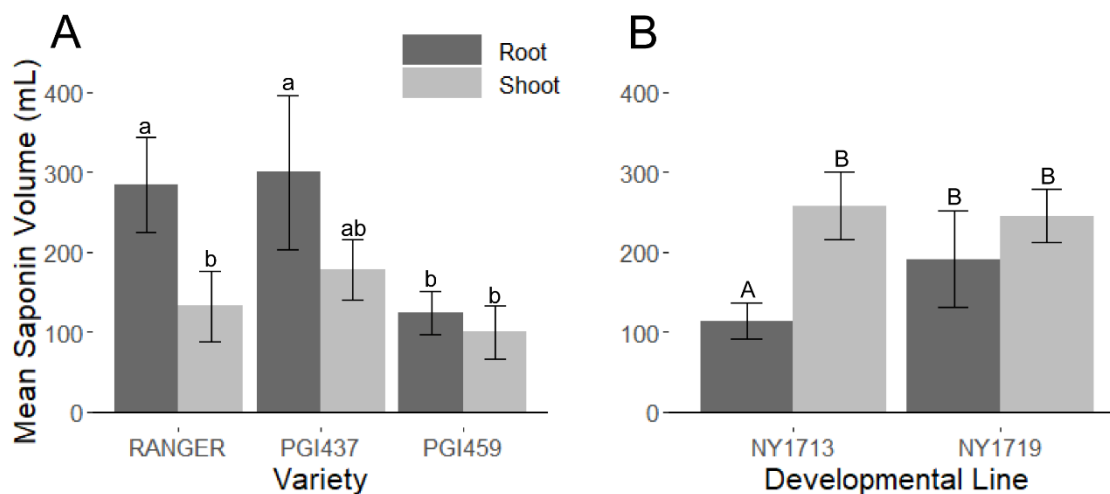 A
B
Root
Shoot
Mean Saponin Volume (mL)
400
300
200
100
0
a
b
a
ab
b
b
RANGER
PGI437
PGI459
Variety
400
300
200
100
0
A
B
B
B
NY1713
NY1719
Developmental Line